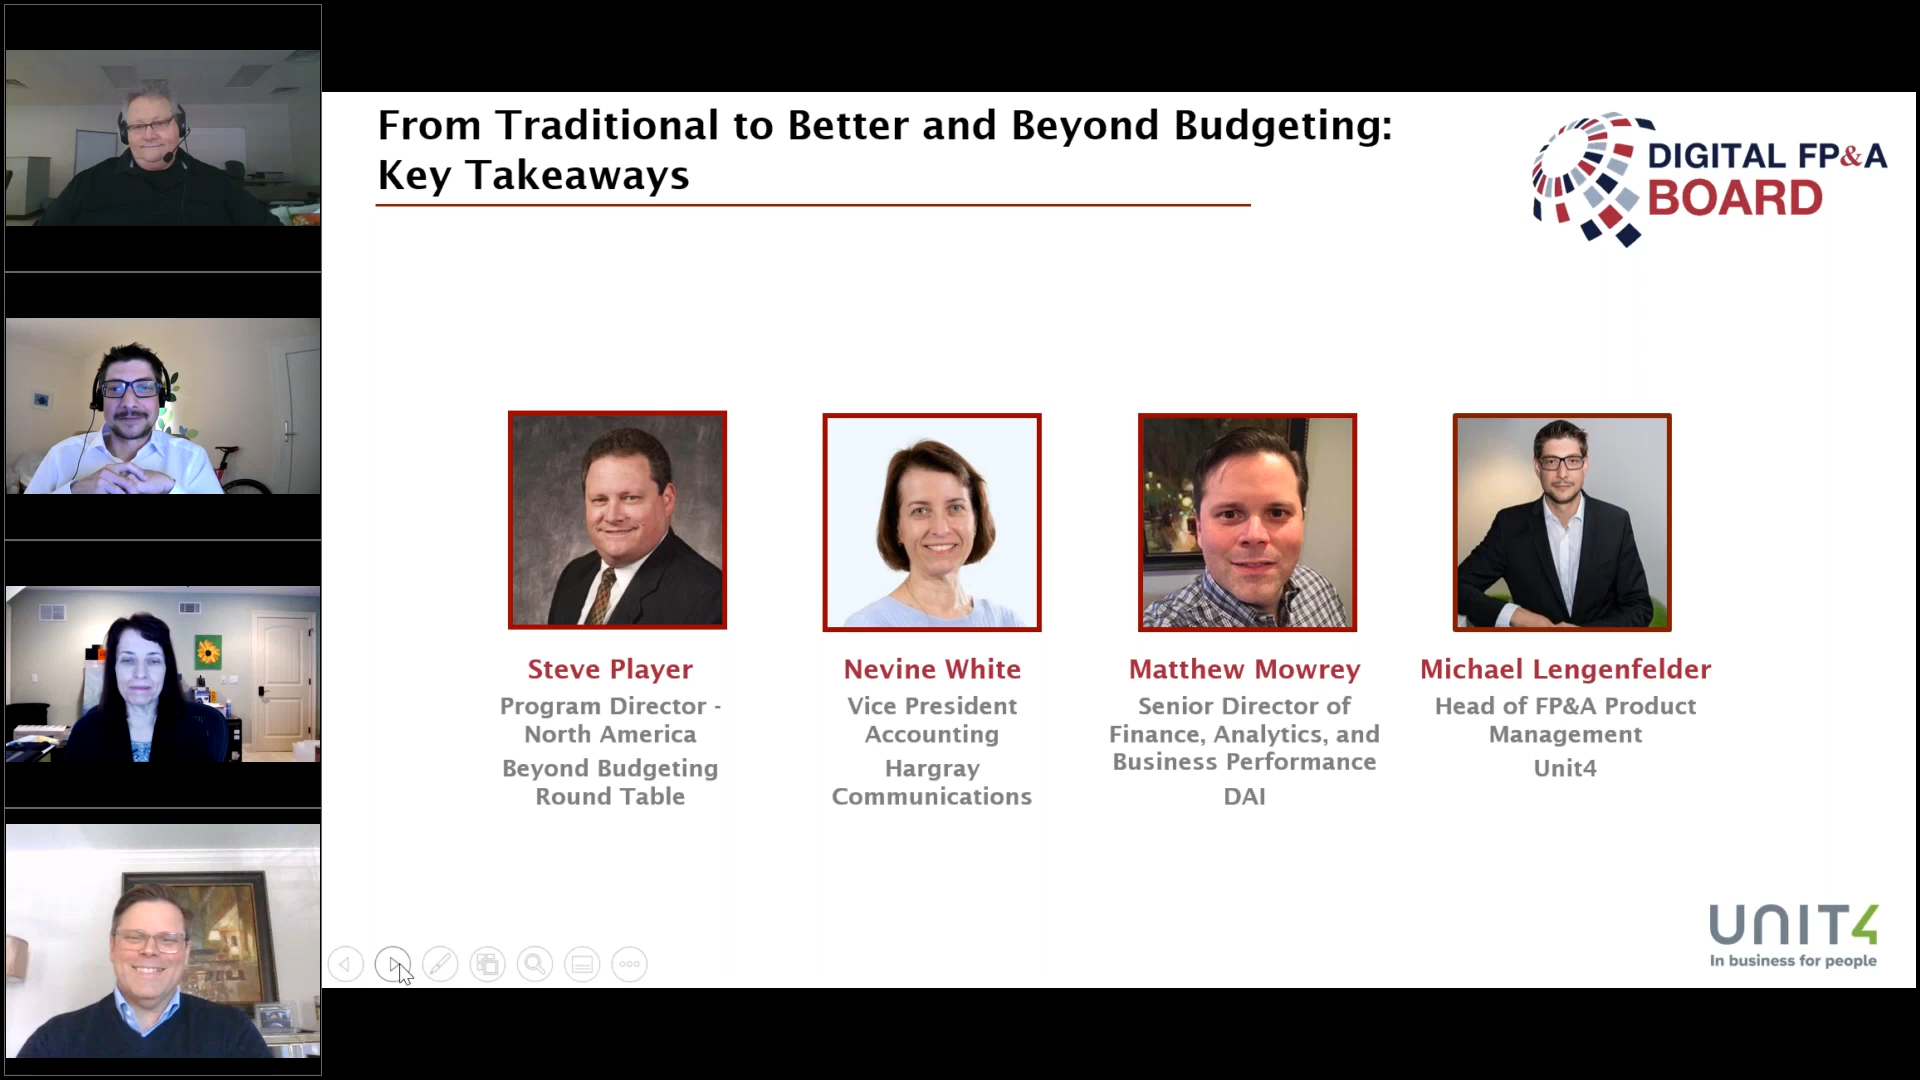 From Traditional to Better and Beyond Budgeting:
Key Takeaways
DIGITAL FP&A
BOARD
Steve Player
Program Director -
North America
Beyond Budgeting
Round Table
Nevine White
Vice President
Accounting
Hargray
Communications
Matthew Mowrey
Senior Director of
Finance, Analytics, and
Business Performance
DAI
Michael Lengenfelder
Head of FP&A Product
Management
Unit4
UNIT4
In business for people